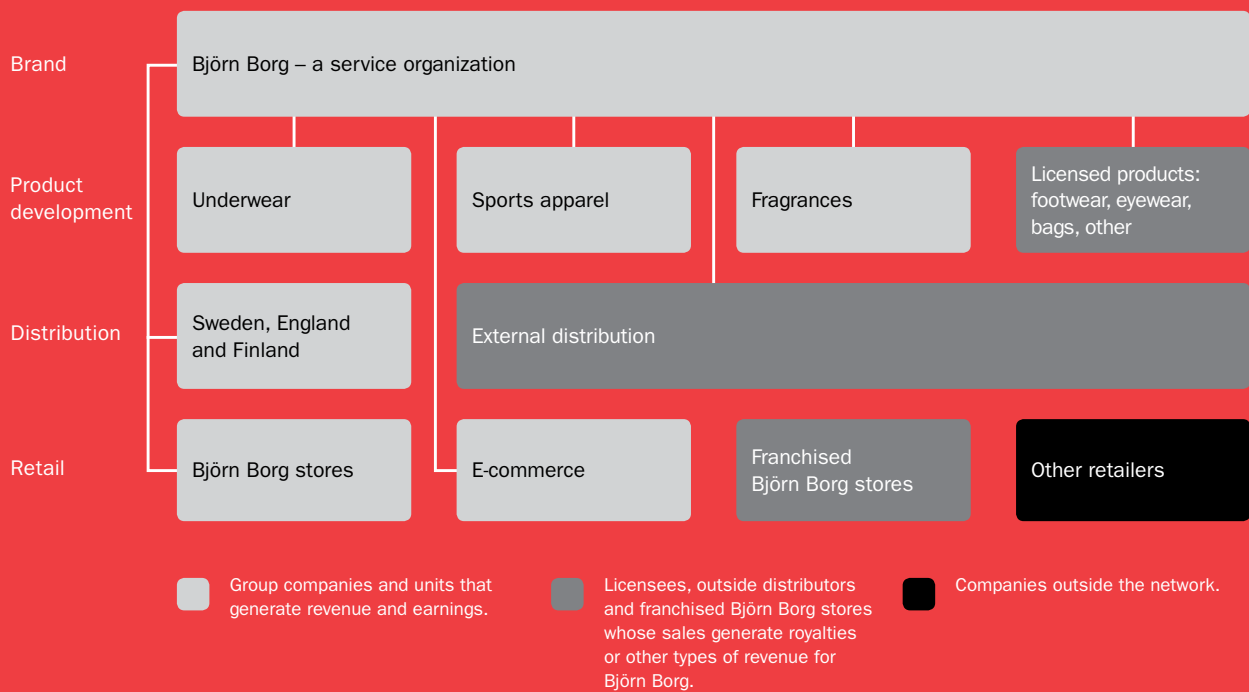 Brand
Björn Borg – a service organization
Product
development
Underwear
Sports apparel
Fragrances
Licensed products:
footwear, eyewear,
bags, other
Distribution
Sweden, England
and Finland
External distribution
Retail
Björn Borg stores
E-commerce
Franchised
Björn Borg stores
Other retailers
Group companies and units that
generate revenue and earnings.
Licensees, outside distributors
and franchised Björn Borg stores
whose sales generate royalties
or other types of revenue for
Björn Borg.
Companies outside the network.